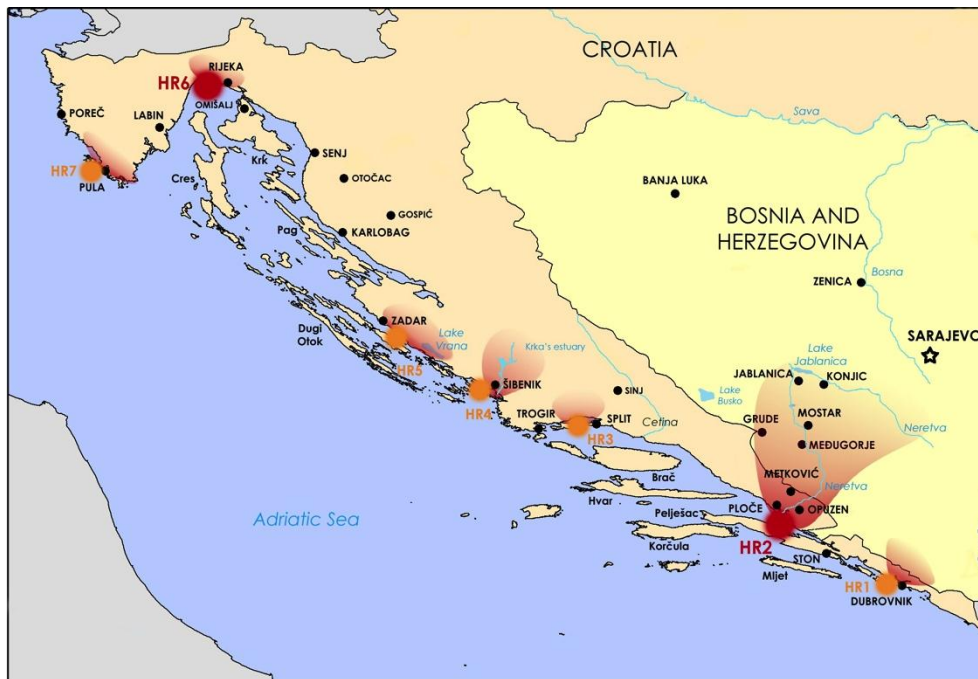 CROATIA
HR6
RIJEKA
OMIŠALJ
POREČ
LABIN
Sava
Krk
SENJ
HR7
PULA
Cres
OTOČAC
BANJA LUKA
GOSPIĆ
Pag
KARLOBAG
BOSNIA AND
HERZEGOVINA
ZENICA
Bosna
ZADAR
Dugi
Otok
Lake
Vrana
HR5
Krka's estuary
SARAJEVO
Lake
Jablanica
JABLANICA
KONJIC
ŠIBENIK
HR4
SINJ
Lake
Busko
TROGIR
SPLIT
HR3
Cetina
GRUDE
MOSTAR
Neretva
MEĐUGORJE
Brač
METKOVIĆ
Neretva
Hvar
PLOČE
OPUZEN
Pelješac
Adriatic Sea
Korčula
HR2
STON
Mljet
HR1
DUBROVNIK